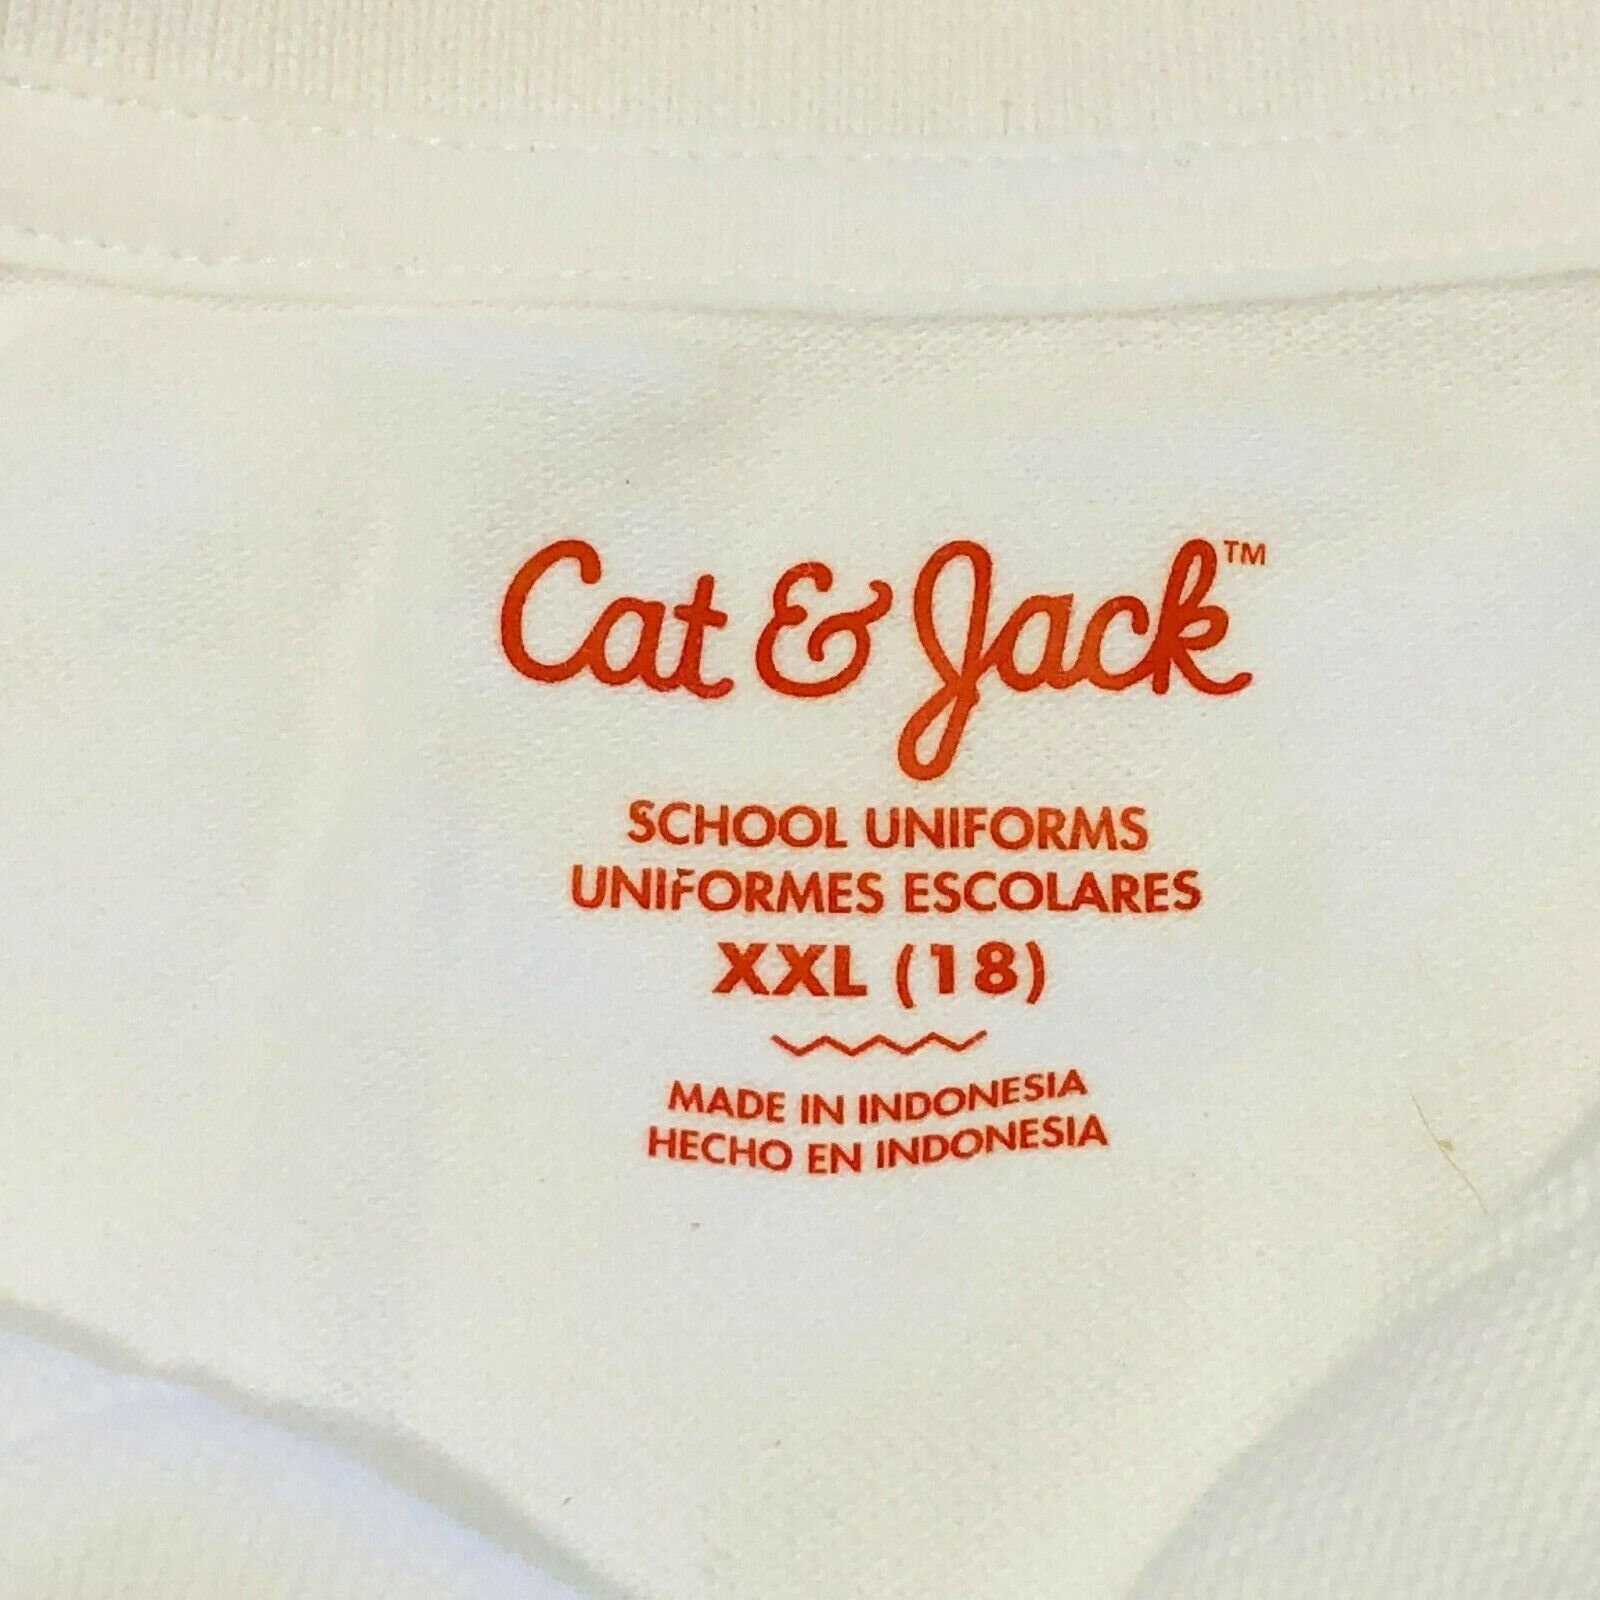 Cat & Jack™
SCHOOL UNIFORMS
UNIFORMES ESCOLARES
XXL (18)
MADE IN INDONESIA
HECHO EN INDONESIA